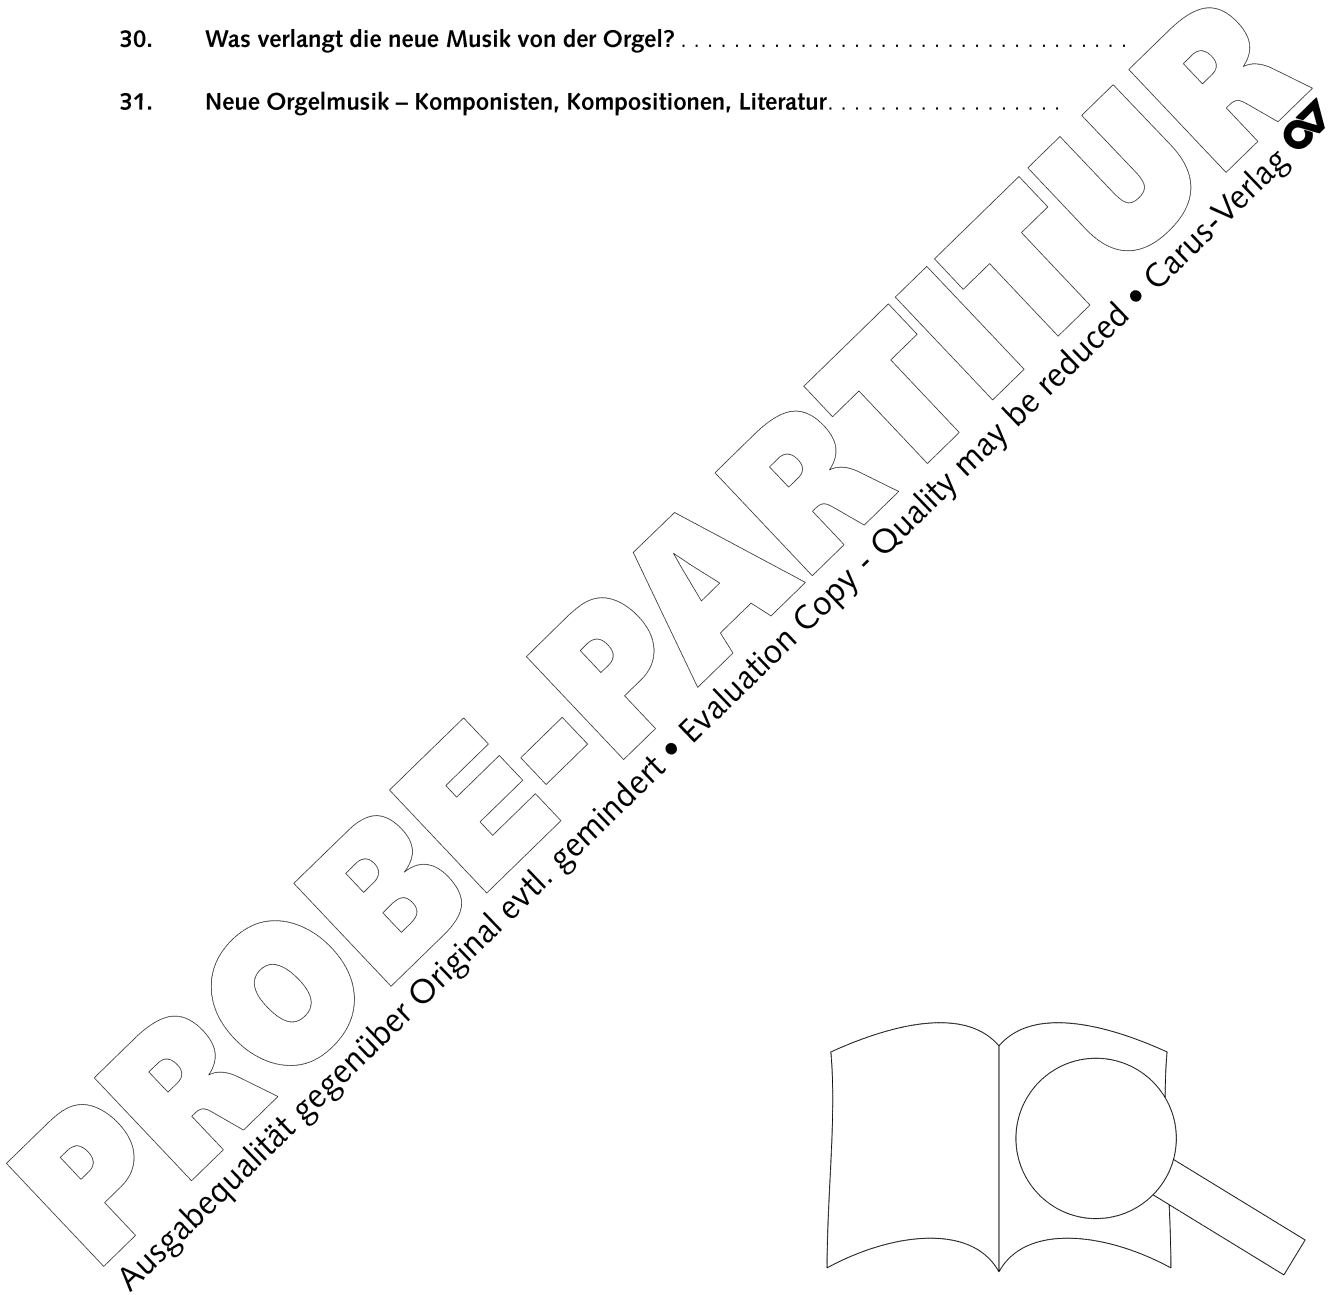 30. Was verlangt die neue Musik von der Orgel? . . . . . . . . . . . . . . . . . . . . . . . . . . . . . . . . . .
31. Neue Orgelmusik – Komponisten, Kompositionen, Literatur. . . . . . . . . . . . . . . . . .
PROBE-PARTITUR
Ausgabequalität gegenüber Original evtl. gemindert • Evaluation Copy - Quality may be reduced • Carus-Verlag